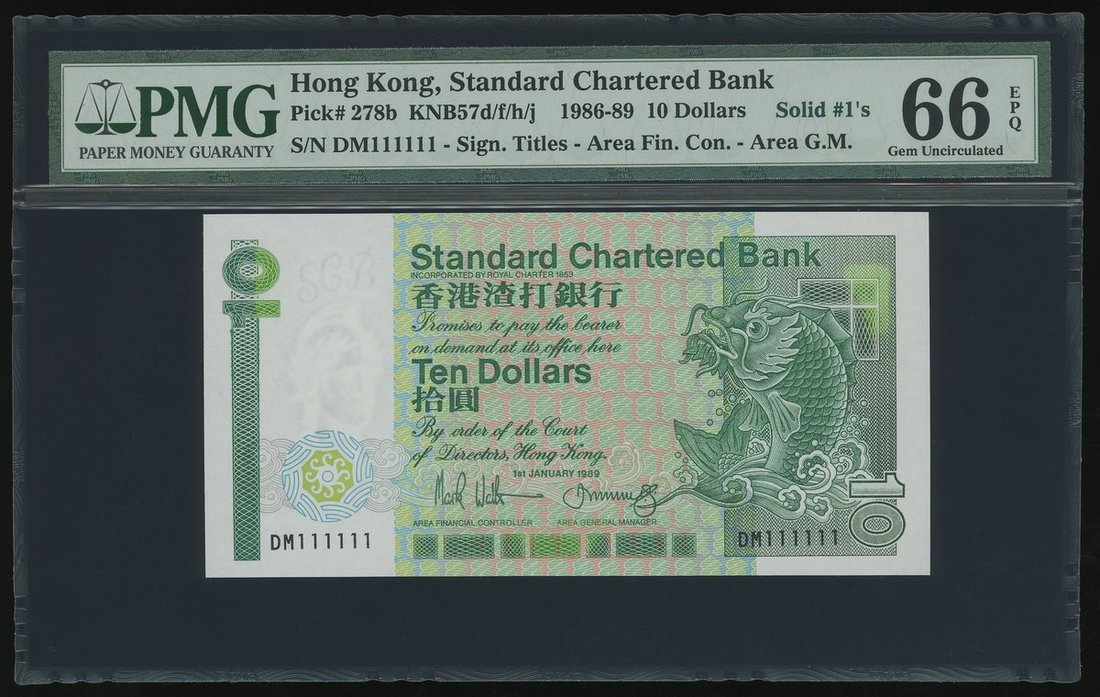 PMG
PAPER MONEY GUARANTY
Hong Kong, Standard Chartered Bank
Pick# 278b KNB57d/f/h/j 1986-89 10 Dollars Solid #1's
S/N DM111111 - Sign. Titles - Area Fin. Con. - Area G.M.
66
EPQ
Gem Uncirculated
10
SCB
Standard Chartered Bank
INCORPORATED BY ROYAL CHARTER 1853
香港渣打銀行
Promises to pay the bearer
on demand at its office here
Ten Dollars
拾圓
By order of the Court
of Directors, Hong Kong.
1st JANUARY 1989
AREA FINANCIAL CONTROLLER AREA GENERAL MANAGER
DM111111 DM111111
10